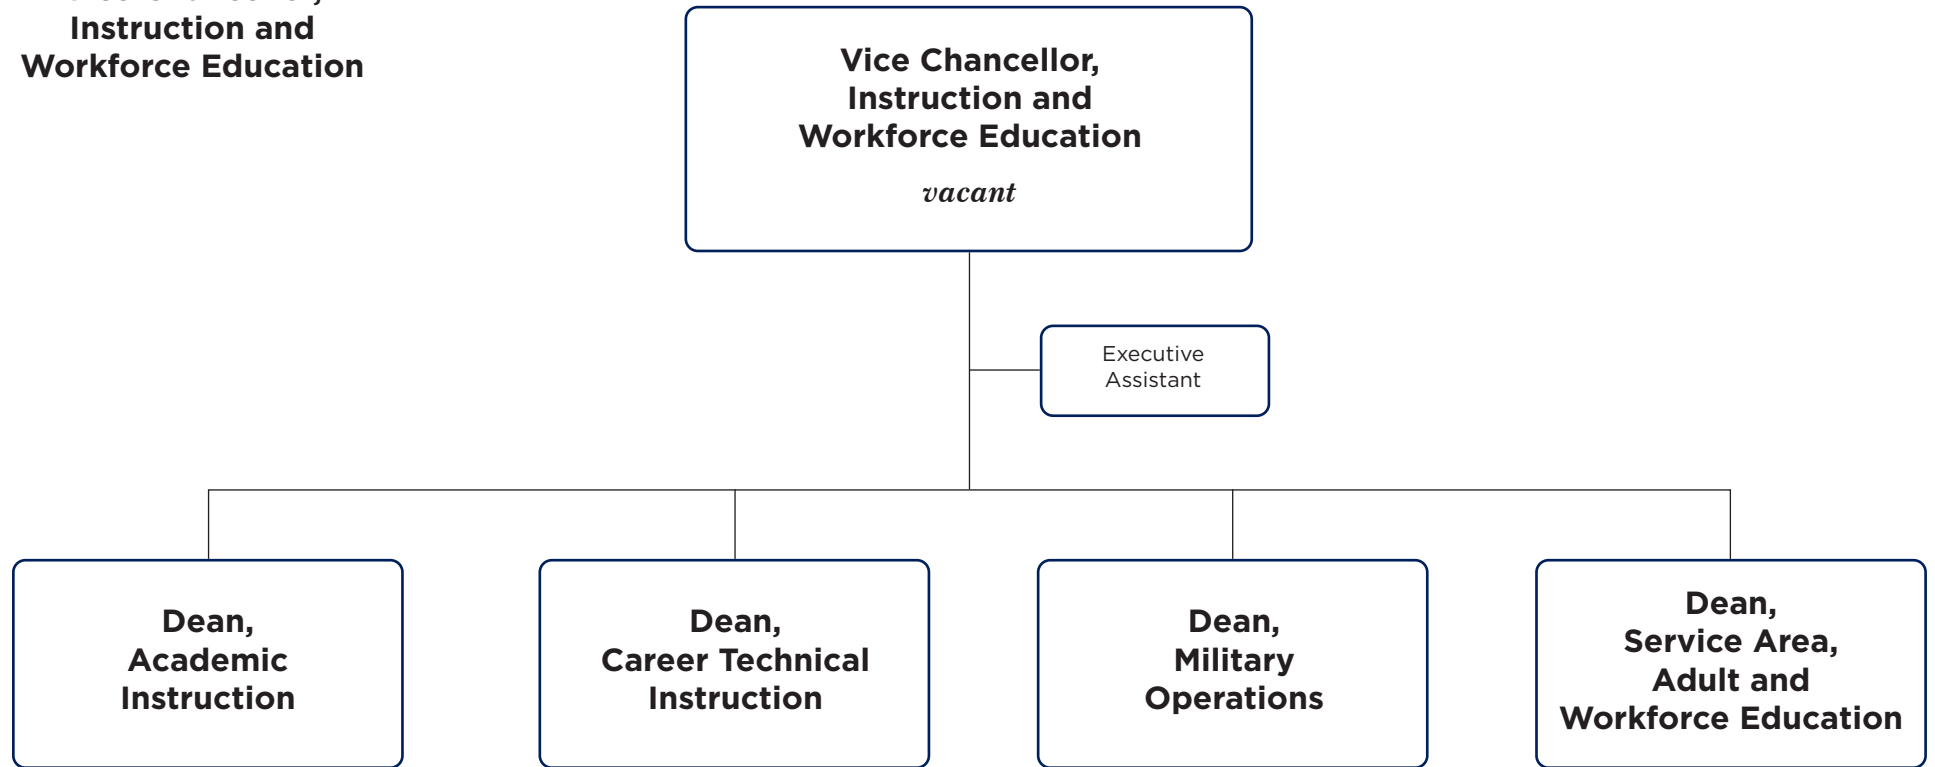 Instruction and
Workforce Education
Vice Chancellor,
Instruction and
Workforce Education
vacant
Executive
Assistant
Dean,
Academic
Instruction
Dean,
Career Technical
Instruction
Dean,
Military
Operations
Dean,
Service Area,
Adult and
Workforce Education